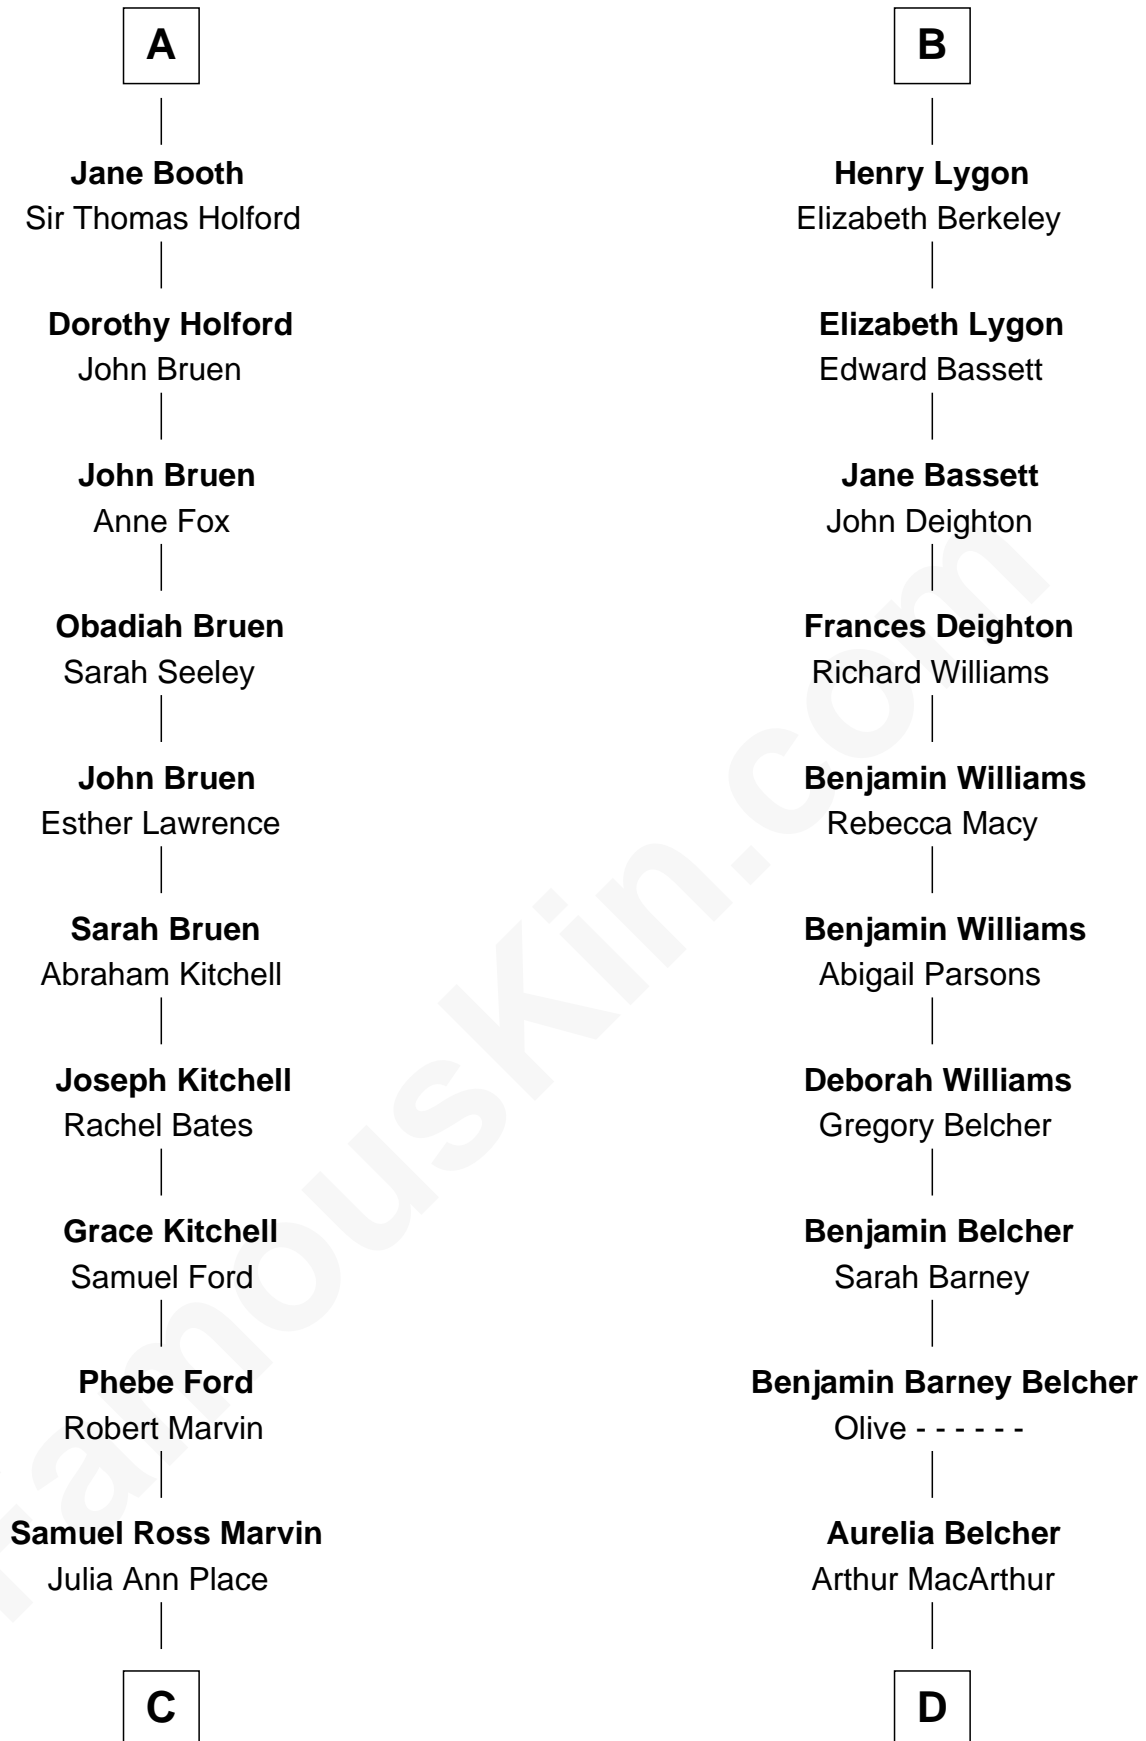 A
Jane Booth
Sir Thomas Holford
Dorothy Holford
John Bruen
John Bruen
Anne Fox
Obadiah Bruen
Sarah Seeley
John Bruen
Esther Lawrence
Sarah Bruen
Abraham Kitchell
Joseph Kitchell
Rachel Bates
Grace Kitchell
Samuel Ford
Phebe Ford
Robert Marvin
Samuel Ross Marvin
Julia Ann Place
C
B
Henry Lygon
Elizabeth Berkeley
Elizabeth Lygon
Edward Bassett
Jane Bassett
John Deighton
Frances Deighton
Richard Williams
Benjamin Williams
Rebecca Macy
Benjamin Williams
Abigail Parsons
Deborah Williams
Gregory Belcher
Benjamin Belcher
Sarah Barney
Benjamin Barney Belcher
Olive - - - - - -
Aurelia Belcher
Arthur MacArthur
D
FamousKin.com